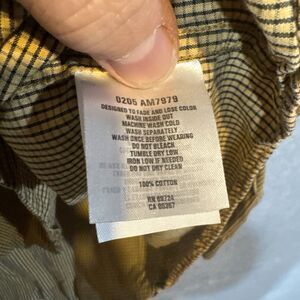 0205 AM7979
DESIGNED TO FADE AND LOSE COLOR
WASH INSIDE OUT
MACHINE WASH COLD
WASH SEPARATELY
WASH ONCE BEFORE WEARING
DO NOT BLEACH
TUMBLE DRY LOW
IRON LOW IF NEEDED
DO NOT DRY CLEAN
100% COTTON
RN 69724
CA 00357